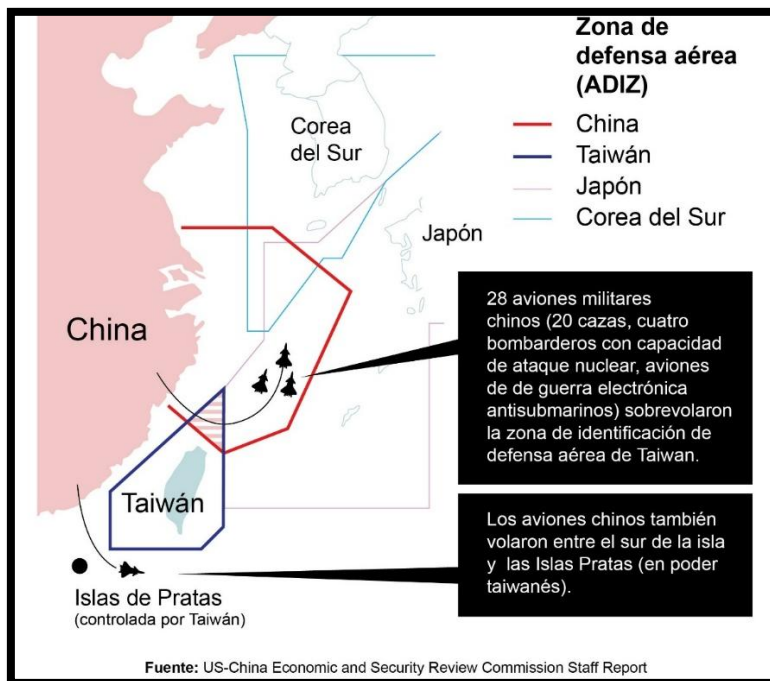 Zona de
defensa aérea
(ADIZ)
China
Taiwán
Japón
Corea del Sur
Corea
del Sur
Japón
China
28 aviones militares
chinos (20 cazas, cuatro
bombarderos con capacidad
de ataque nuclear, aviones
de de guerra electrónica
antisubmarinos) sobrevolaron
la zona de identificación de
defensa aérea de Taiwan.
Taiwán
Los aviones chinos también
volaron entre el sur de la isla
y las Islas Pratas (en poder
taiwanés).
Islas de Pratas
(controlada por Taiwán)
Fuente: US-China Economic and Security Review Commission Staff Report